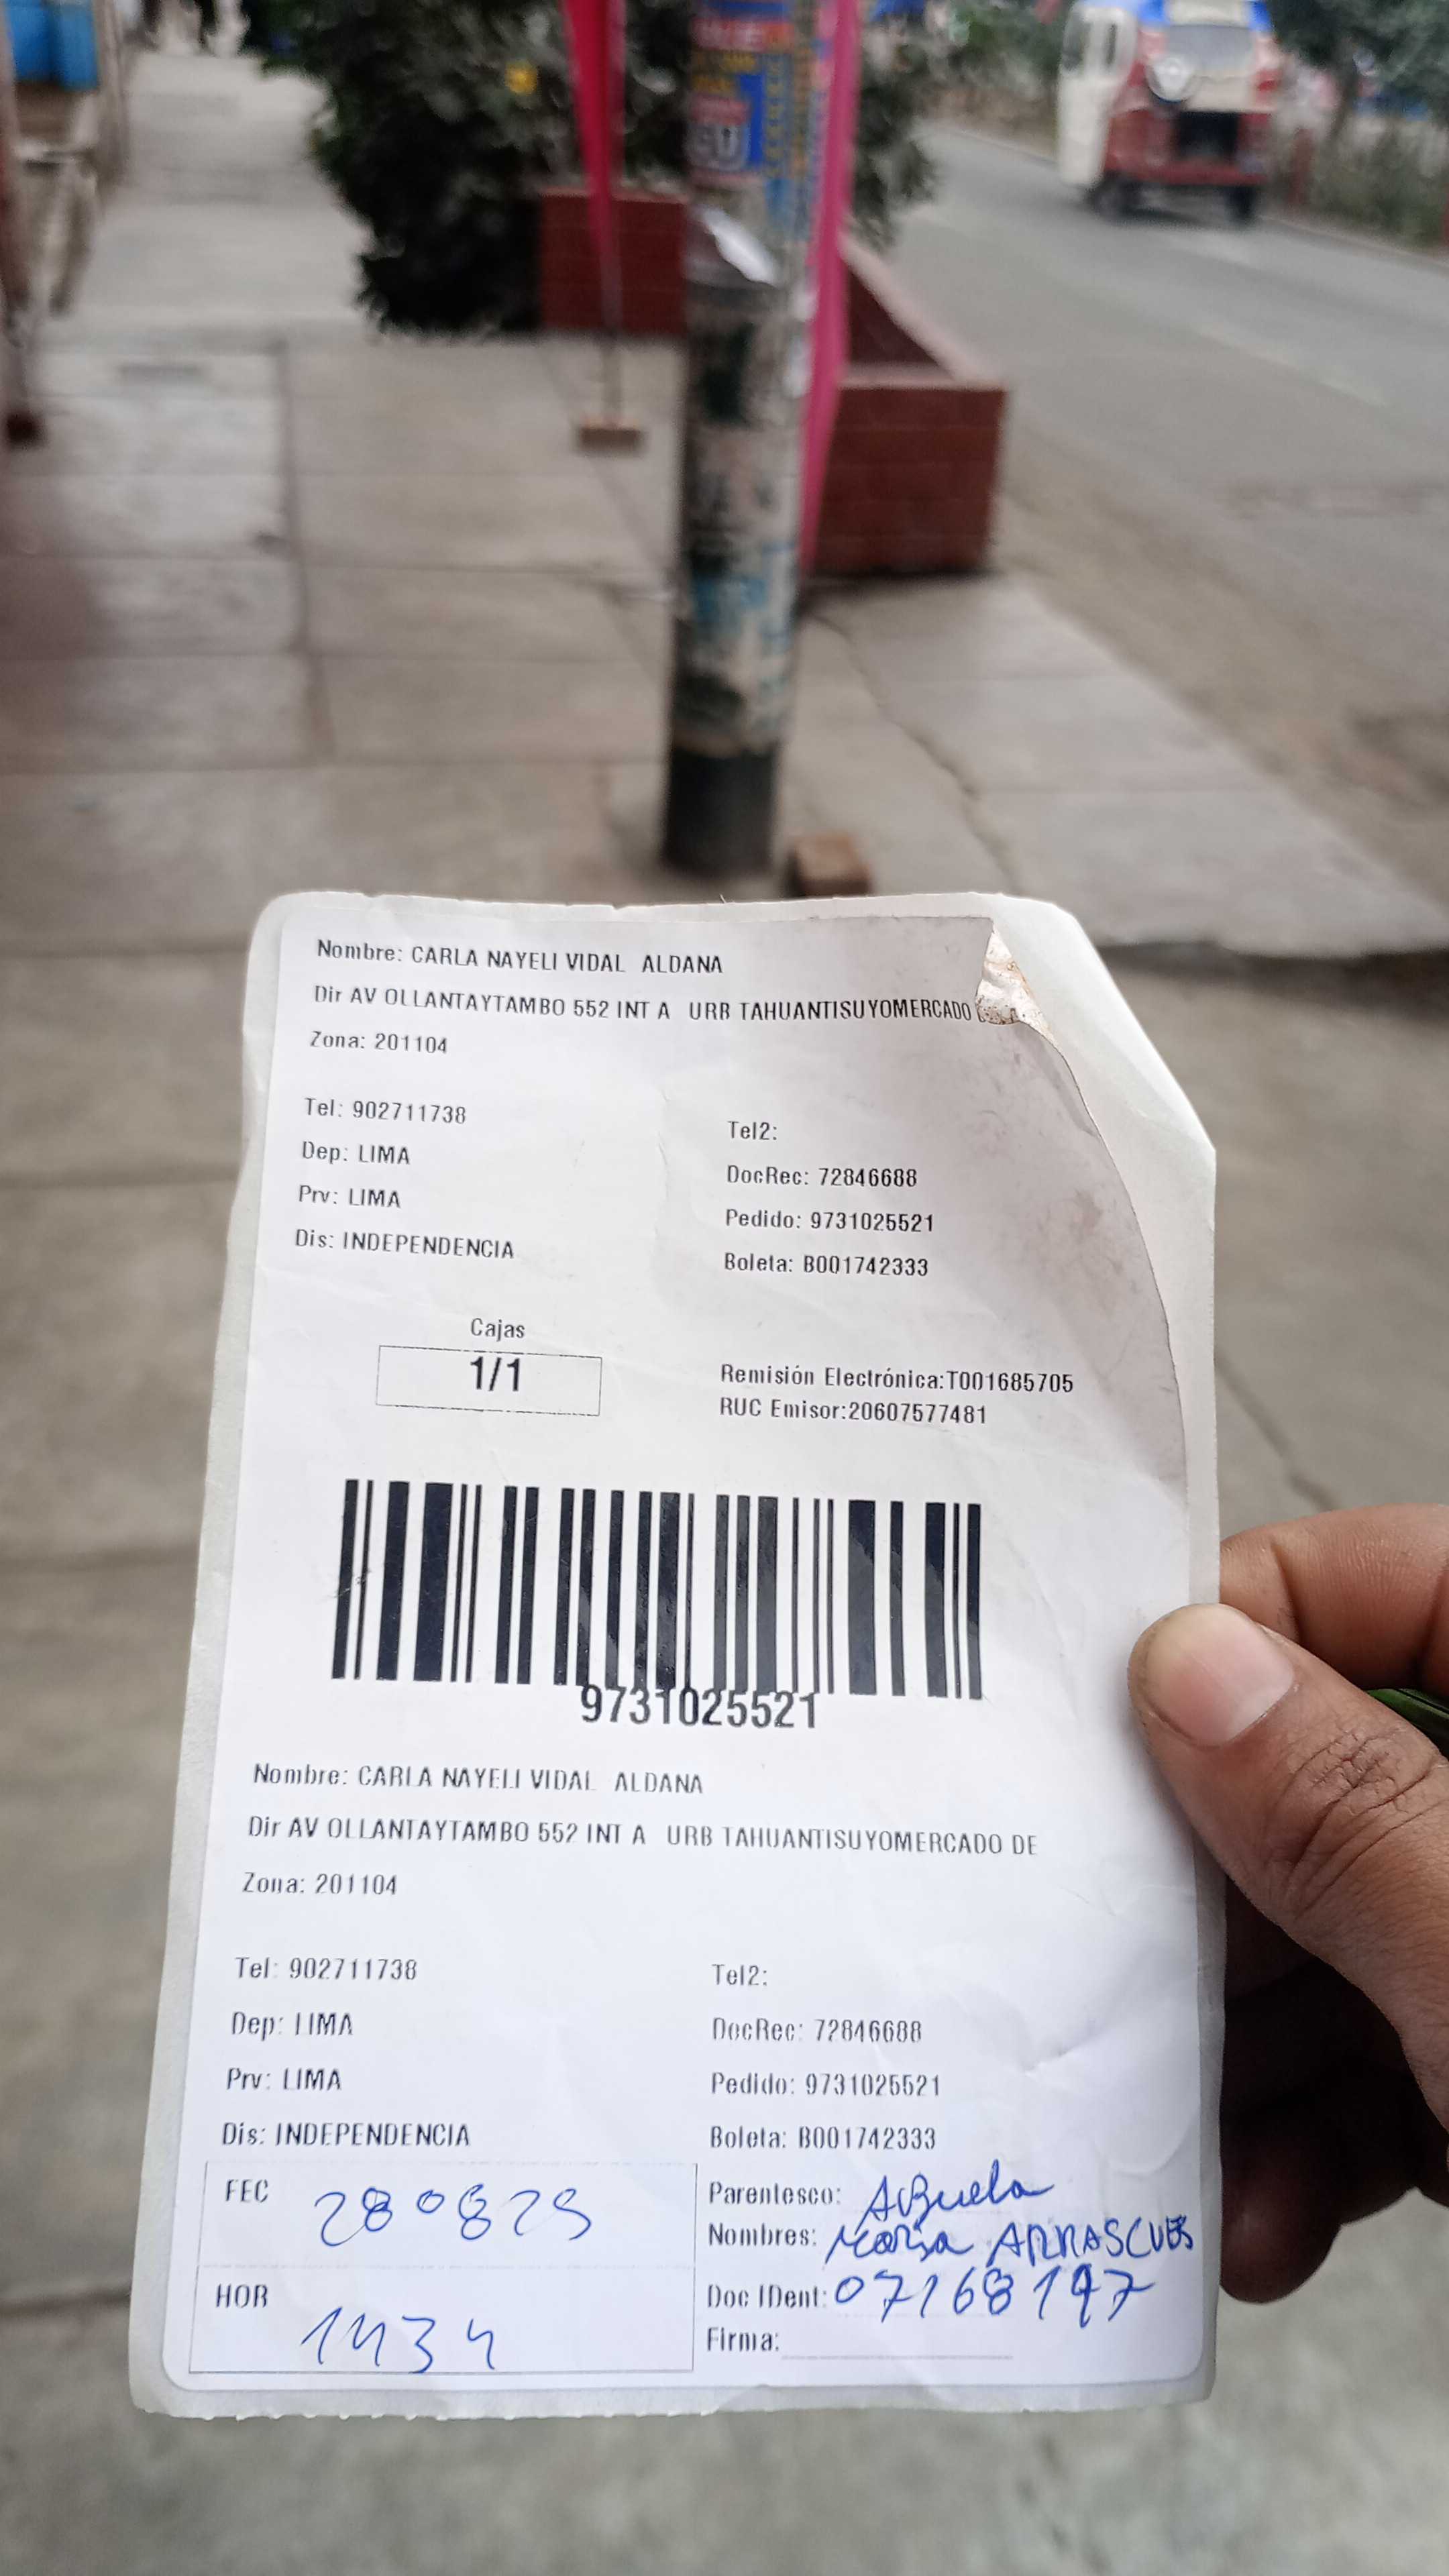 Nombre: CARLA NAYELI VIDAL ALDANA
Dir AV OLLANTAYTAMBO 552 INT A URB TAHUANTISUYOMERCADO
Zona: 201104
Tel: 902711738
Tel2:
Dep: LIMA
DocRec: 72846688
Prv: LIMA
Pedido: 9731025521
Dis: INDEPENDENCIA
Boleta: B001742333
Cajas
1/1
Remisión Electrónica:T001685705
RUC Emisor:20607577481
9731025521
Nombre: CARLA NAYELI VIDAL ALDANA
Dir AV OLLANTAYTAMBO 552 INT A URB TAHUANTISUYOMERCADO DE
Zona: 201104
Tel: 902711738
Tel2:
Dep: LIMA
DocRec: 72846688
Prv: LIMA
Pedido: 9731025521
Dis: INDEPENDENCIA
Boleta: B001742333
FEC 280825
Parentesco: ABuela
Nombres: Maria ARRASCUES
HOR 1434
Doc IDent: 07168197
Firma: